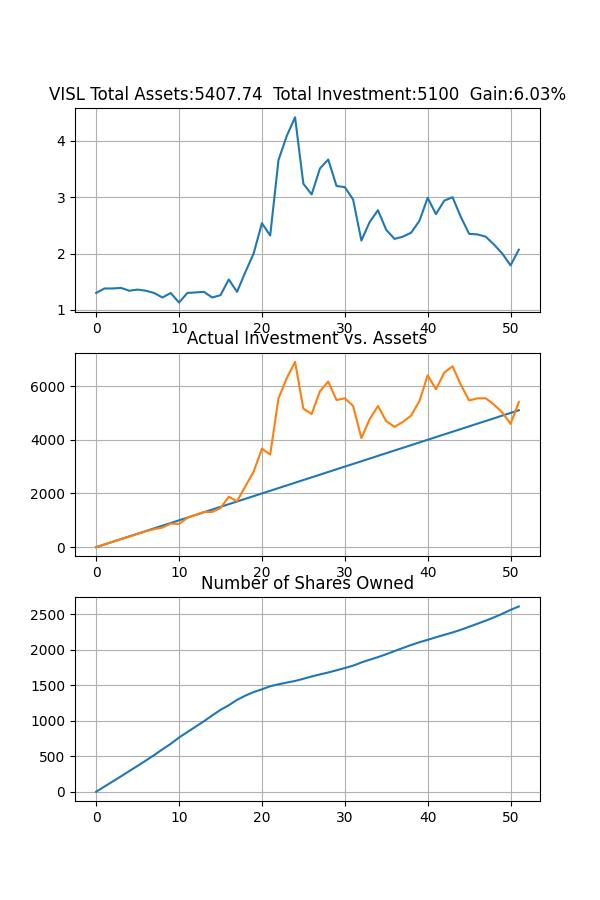 VISL Total Assets:5407.74  Total Investment:5100  Gain:6.03%
4
3
2
1
0 10 20 30 40 50
Actual Investment vs. Assets
6000
4000
2000
0
0 10 20 30 40 50
Number of Shares Owned
2500
2000
1500
1000
500
0
0 10 20 30 40 50